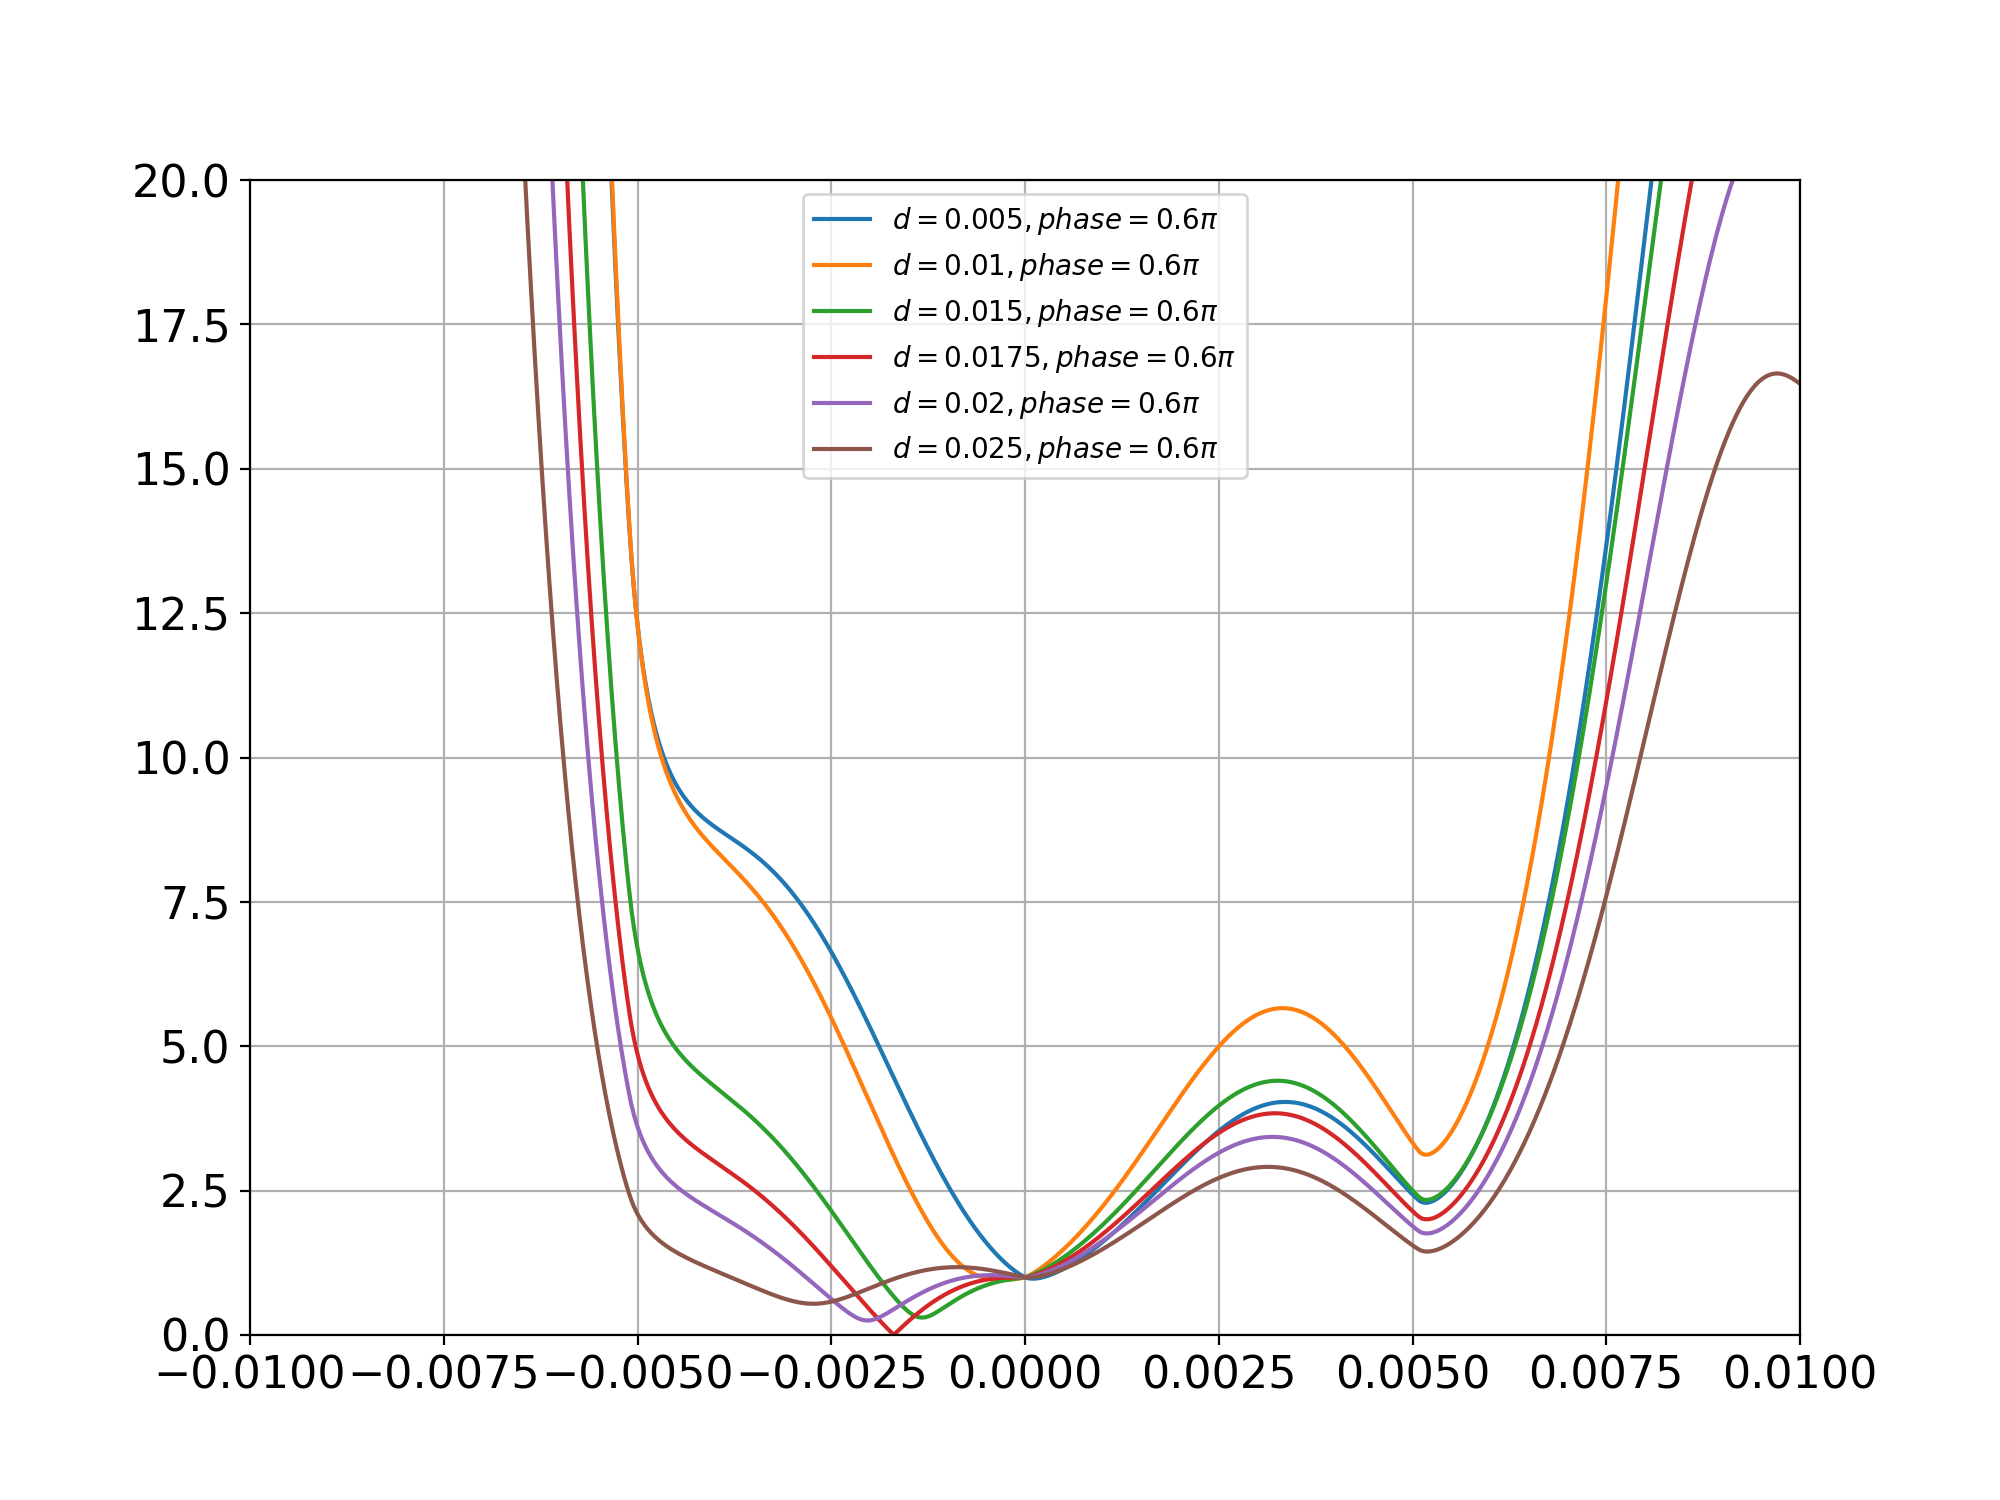 20.0
17.5
15.0
12.5
10.0
7.5
5.0
2.5
0.0
d = 0.005, phase = 0.6π
d = 0.01, phase = 0.6π
d = 0.015, phase = 0.6π
d = 0.0175, phase = 0.6π
d = 0.02, phase = 0.6π
d = 0.025, phase = 0.6π
−0.0100 −0.0075 −0.0050 −0.0025 0.0000 0.0025 0.0050 0.0075 0.0100